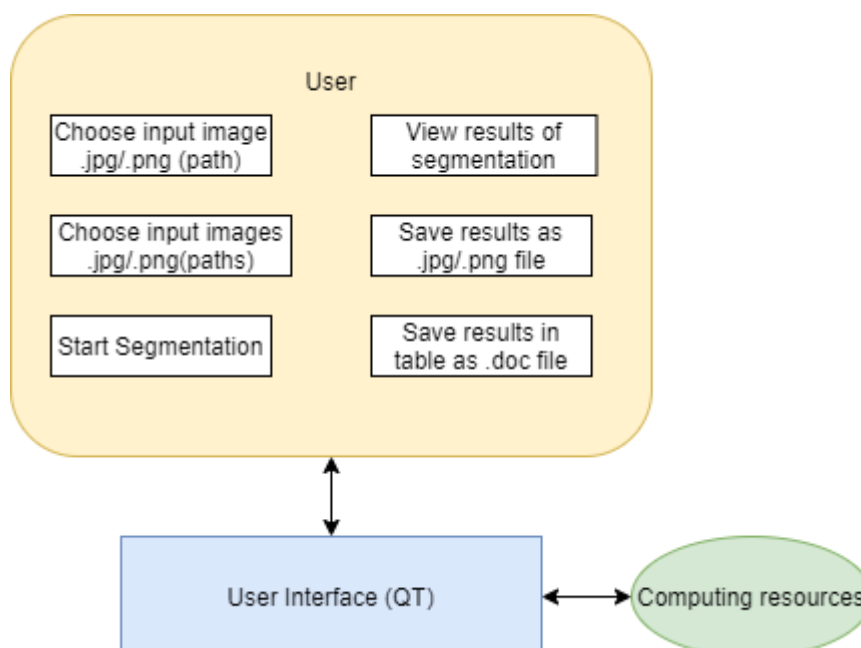 User
Choose input image
.jpg/.png (path)
View results of
segmentation
Choose input images
.jpg/.png(paths)
Save results as
.jpg/.png file
Start Segmentation
Save results in
table as .doc file
User Interface (QT)
Computing resources